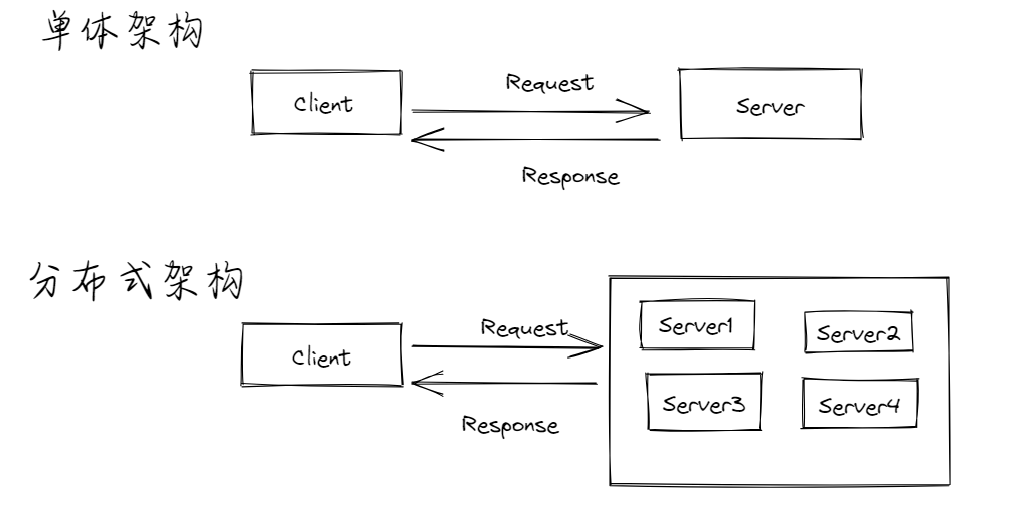 单体架构
Request
Client
Server
Response
分布式架构
Request
Server1
Server2
Client
Server3
Server4
Response